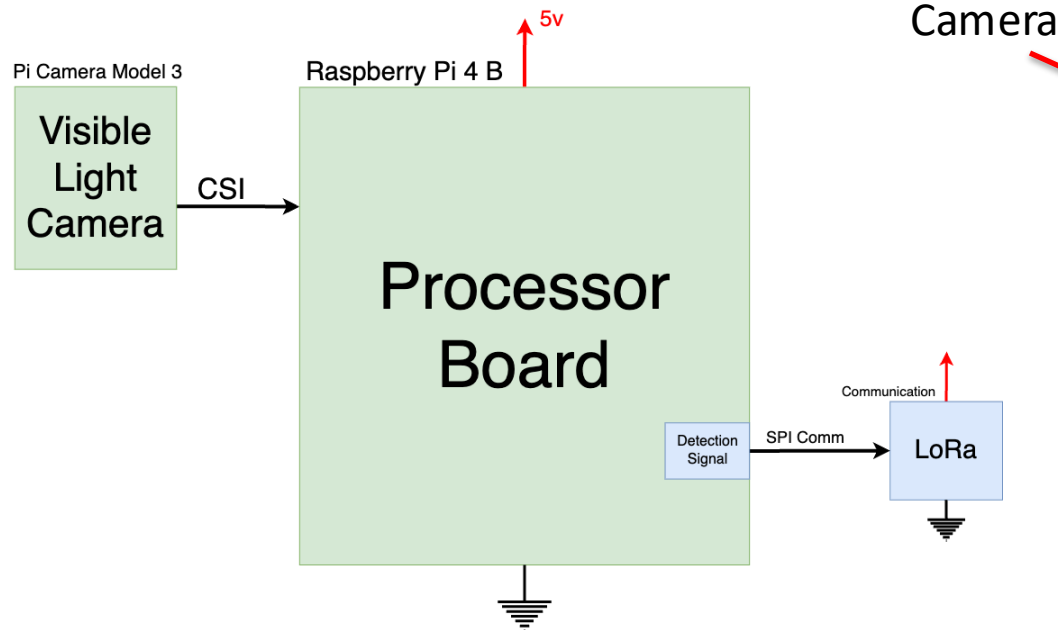 5v
Camera
Pi Camera Model 3
Raspberry Pi 4 B
Visible
Light
Camera
CSI
Processor
Board
Communication
Detection
Signal
SPI Comm
LoRa